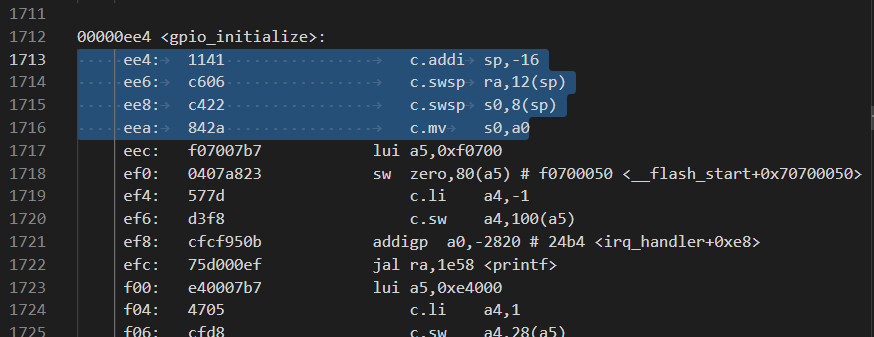 1711
1712 00000ee4 <gpio_initialize>:
1713 ee4: 1141 c.addi sp,-16
1714 ee6: c606 c.swsp ra,12(sp)
1715 ee8: c422 c.swsp s0,8(sp)
1716 eea: 842a c.mv s0,a0
1717 eec: f07007b7 lui a5,0xf0700
1718 ef0: 0407a823 sw zero,80(a5) # f0700050 <__flash_start+0x70700050>
1719 ef4: 577d c.li a4,-1
1720 ef6: d3f8 c.sw a4,100(a5)
1721 ef8: cfcf950b addigp a0,-2820 # 24b4 <irq_handler+0xe8>
1722 efc: 75d000ef jal ra,1e58 <printf>
1723 f00: e40007b7 lui a5,0xe4000
1724 f04: 4705 c.li a4,1
1725 f06: cfd8 c.sw a4,28(a5)